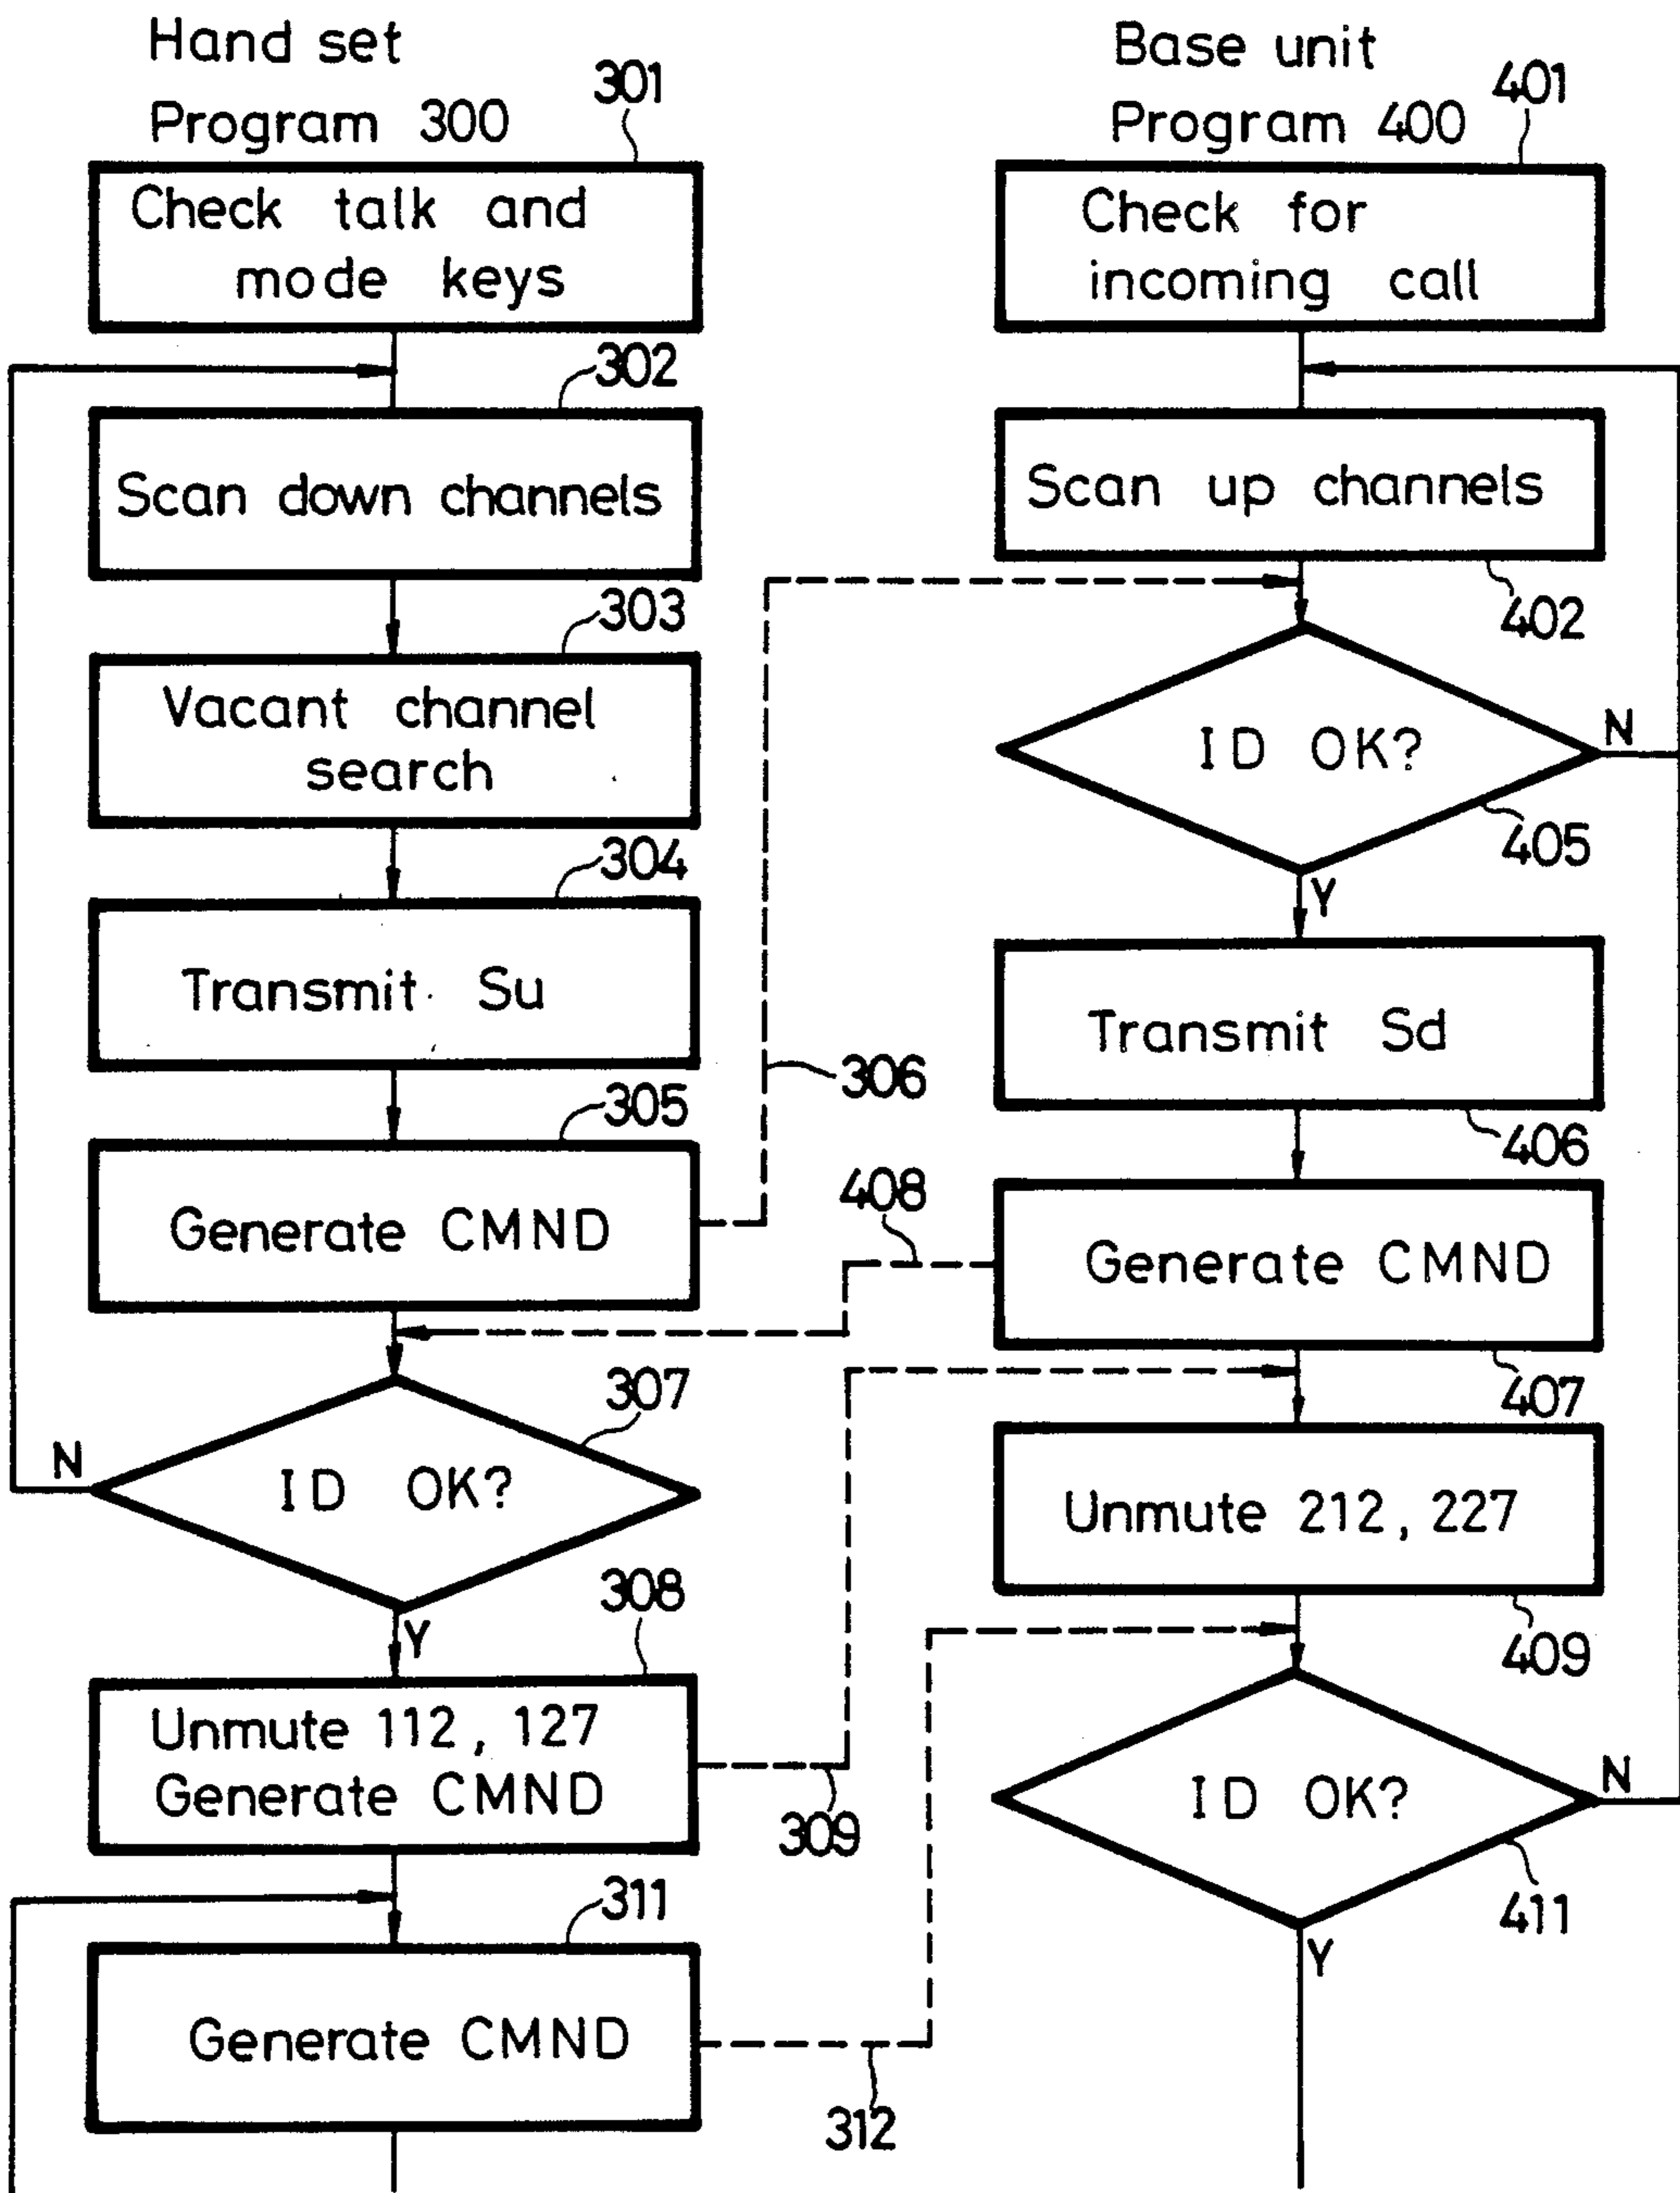 Hand set
Program 300
301
Check talk and
mode keys
302
Scan down channels
303
Vacant channel
search
304
Transmit Su
305
Generate CMND
306
307
ID OK?
N
Y
308
Unmute 112, 127
Generate CMND
309
311
Generate CMND
312
Base unit
Program 400
401
Check for
incoming call
Scan up channels
402
ID OK?
N
405
Y
Transmit Sd
406
408
Generate CMND
407
Unmute 212, 227
409
ID OK?
N
411
Y